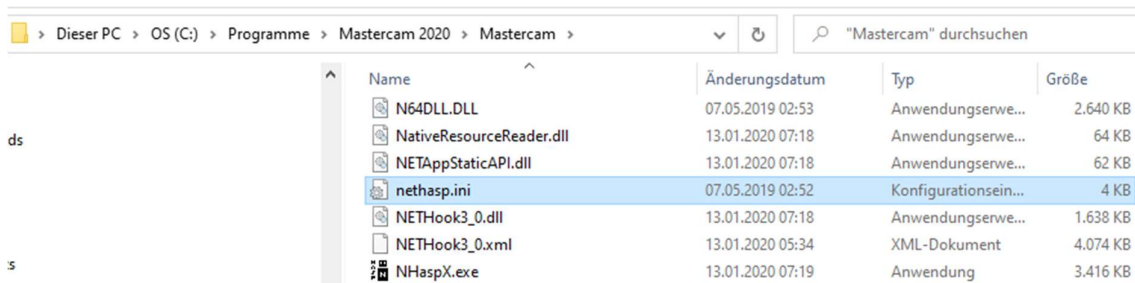 Dieser PC > OS (C:) > Programme > Mastercam 2020 > Mastercam > "Mastercam" durchsuchen
Name Änderungsdatum Typ Größe
N64DLL.DLL 07.05.2019 02:53 Anwendungserwe... 2.640 KB
ds NativeResourceReader.dll 13.01.2020 07:18 Anwendungserwe... 64 KB
NETAppStaticAPI.dll 13.01.2020 07:18 Anwendungserwe... 62 KB
nethasp.ini 07.05.2019 02:52 Konfigurationsein... 4 KB
NETHook3_0.dll 13.01.2020 07:18 Anwendungserwe... 1.638 KB
NETHook3_0.xml 13.01.2020 05:34 XML-Dokument 4.074 KB
s NHaspX.exe 13.01.2020 07:19 Anwendung 3.416 KB